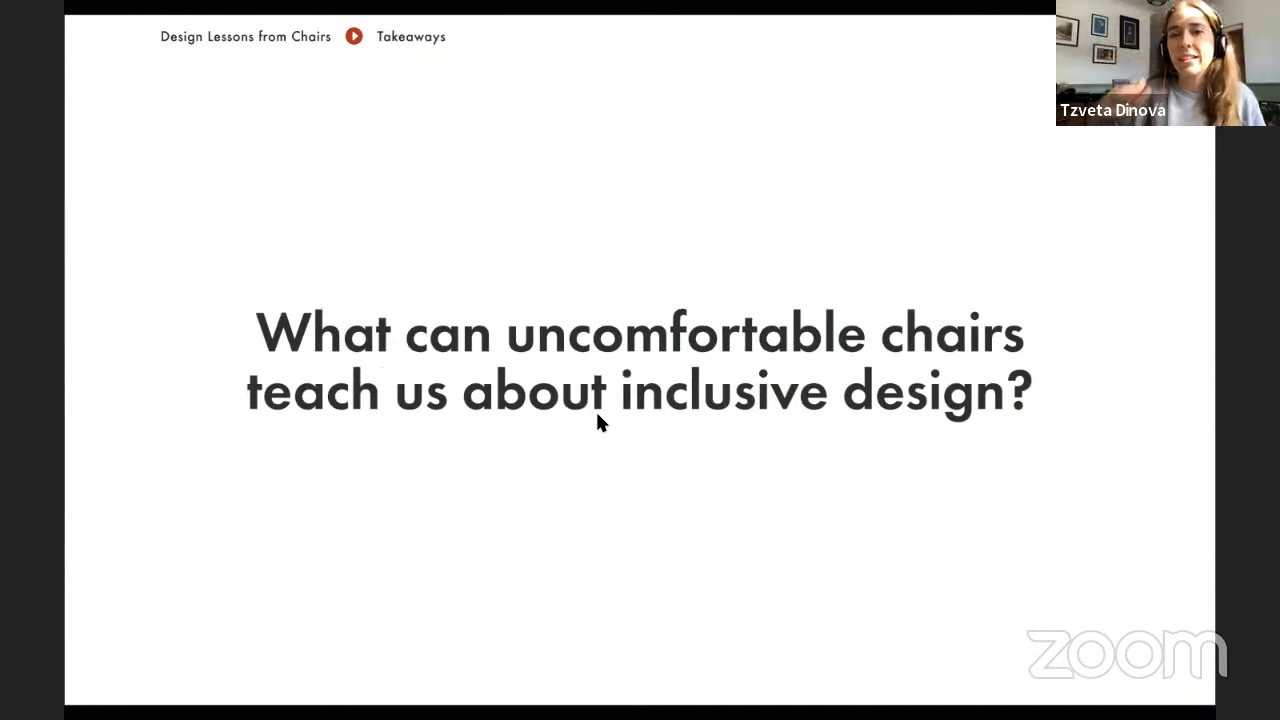 Design Lessons from Chairs Takeaways
Tzveta Dinova
What can uncomfortable chairs
teach us about inclusive design?
zoom